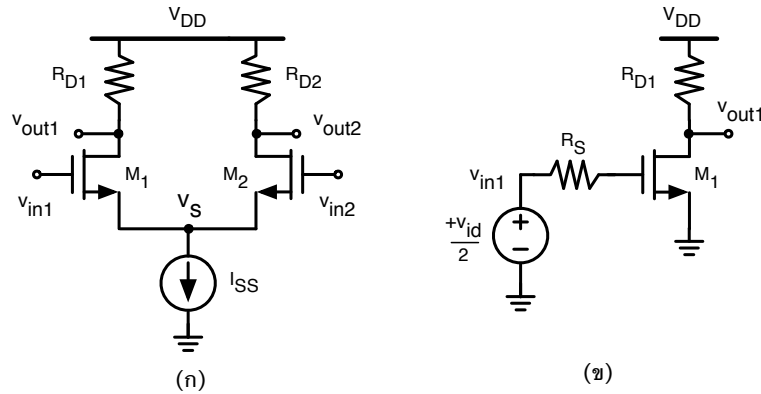 VDD
RD1
RD2
vout1
vout2
M1
M2
vin1
vS
vin2
ISS
(ก)
VDD
RD1
vout1
RS
vin1
M1
+vid
2
+
−
(ข)